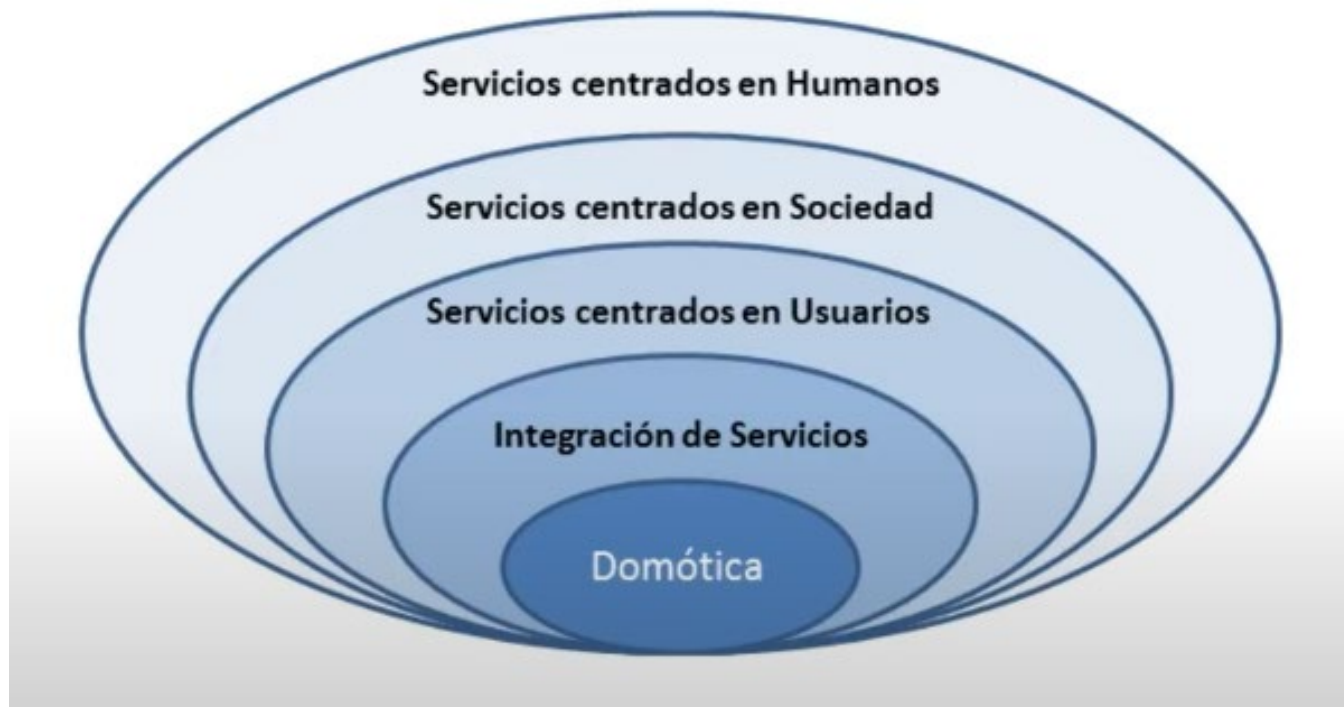 Servicios centrados en Humanos
Servicios centrados en Sociedad
Servicios centrados en Usuarios
Integración de Servicios
Domótica